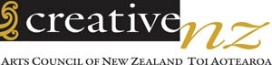 creative nz
ARTS COUNCIL OF NEW ZEALAND TOI AOTEAROA